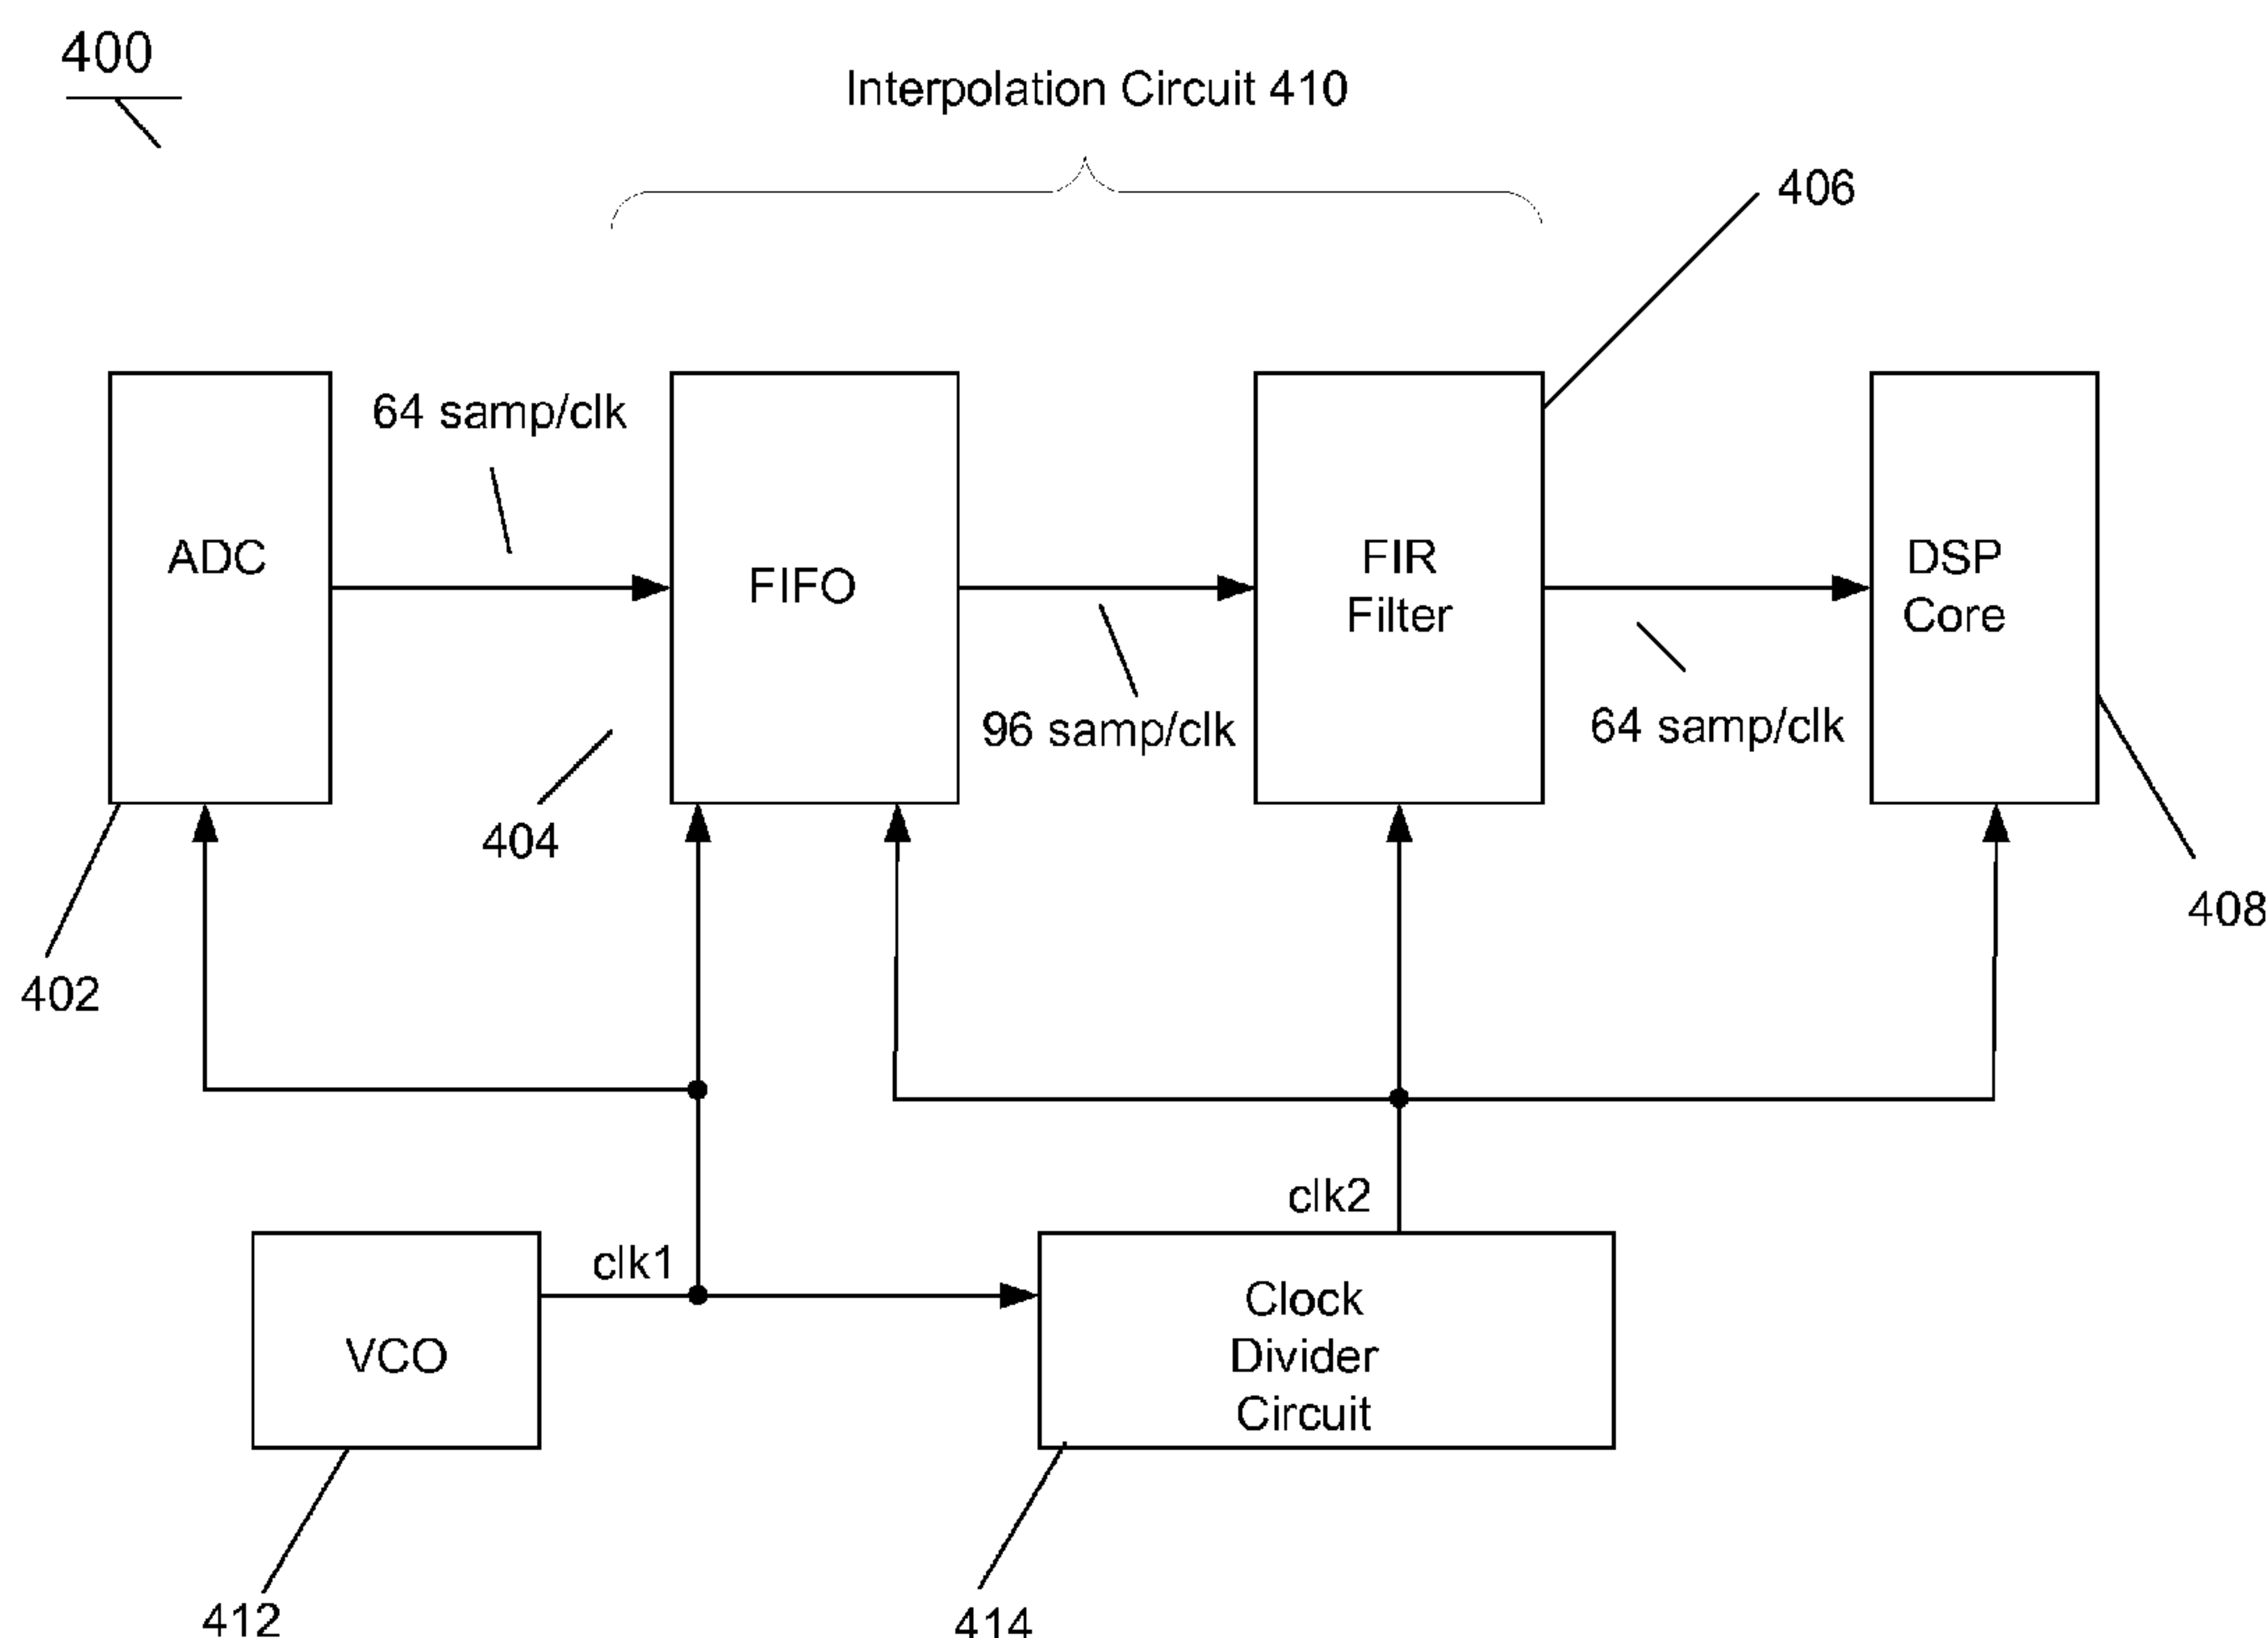 400
Interpolation Circuit 410
406
64 samp/clk
ADC
FIFO
FIR
Filter
DSP
Core
96 samp/clk
64 samp/clk
404
408
402
clk2
clk1
VCO
Clock
Divider
Circuit
412
414